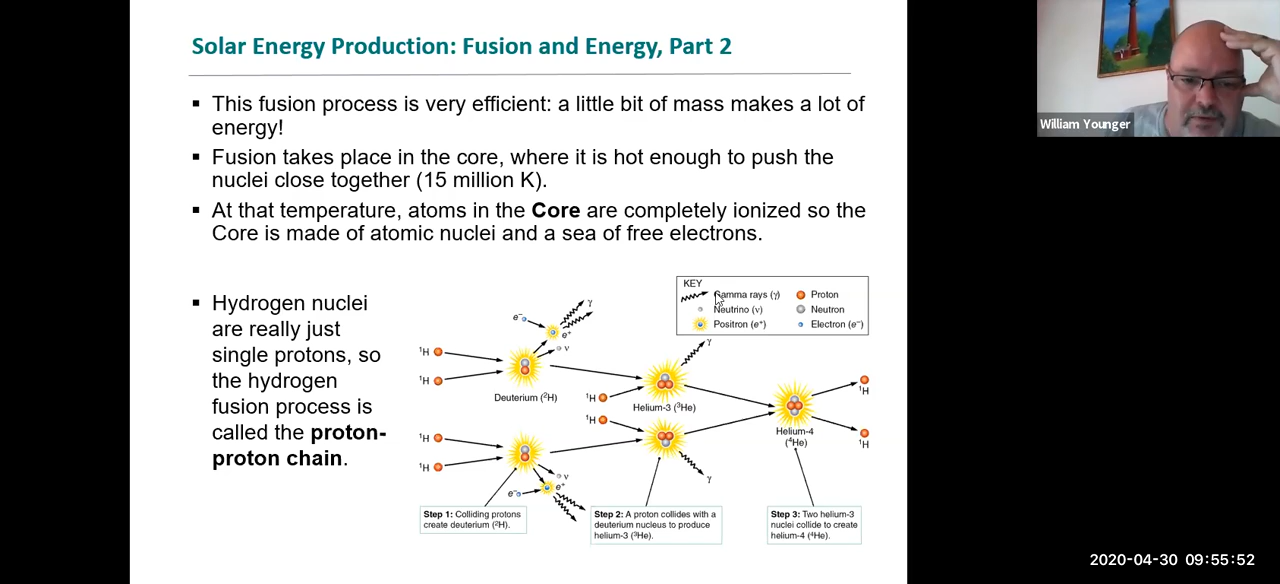 Solar Energy Production: Fusion and Energy, Part 2
▪ This fusion process is very efficient: a little bit of mass makes a lot of
energy!
▪ Fusion takes place in the core, where it is hot enough to push the
nuclei close together (15 million K).
▪ At that temperature, atoms in the Core are completely ionized so the
Core is made of atomic nuclei and a sea of free electrons.
▪ Hydrogen nuclei
are really just
single protons, so
the hydrogen
fusion process is
called the proton-
proton chain.
KEY
Gamma rays (γ)
Proton
Neutrino (ν)
Neutron
Positron (e⁺)
Electron (e⁻)
γ
e⁻
e⁺
ν
¹H
¹H
Deuterium (²H)
γ
¹H
Helium-3 (³He)
¹H
¹H
¹H
ν
e⁺
e⁻
γ
¹H
Helium-4
(⁴He)
¹H
Step 1: Colliding protons
create deuterium (²H).
Step 2: A proton collides with a
deuterium nucleus to produce
helium-3 (³He).
Step 3: Two helium-3
nuclei collide to create
helium-4 (⁴He).
William Younger
2020-04-30 09:55:52